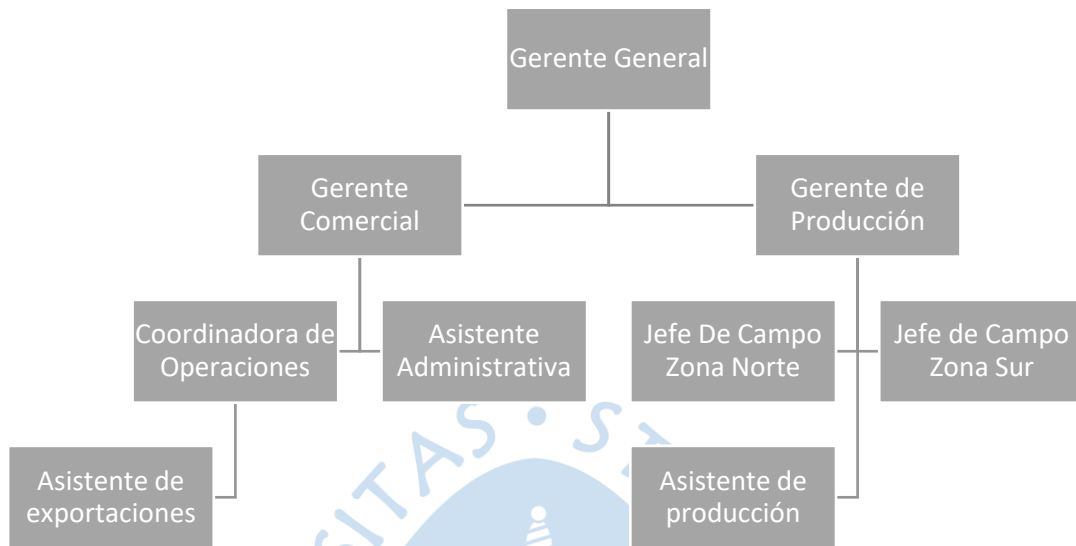 Gerente General
Gerente
Comercial
Gerente de
Producción
Coordinadora de
Operaciones
Asistente
Administrativa
Jefe De Campo
Zona Norte
Jefe de Campo
Zona Sur
Asistente de
exportaciones
Asistente de
producción
SITAS · S